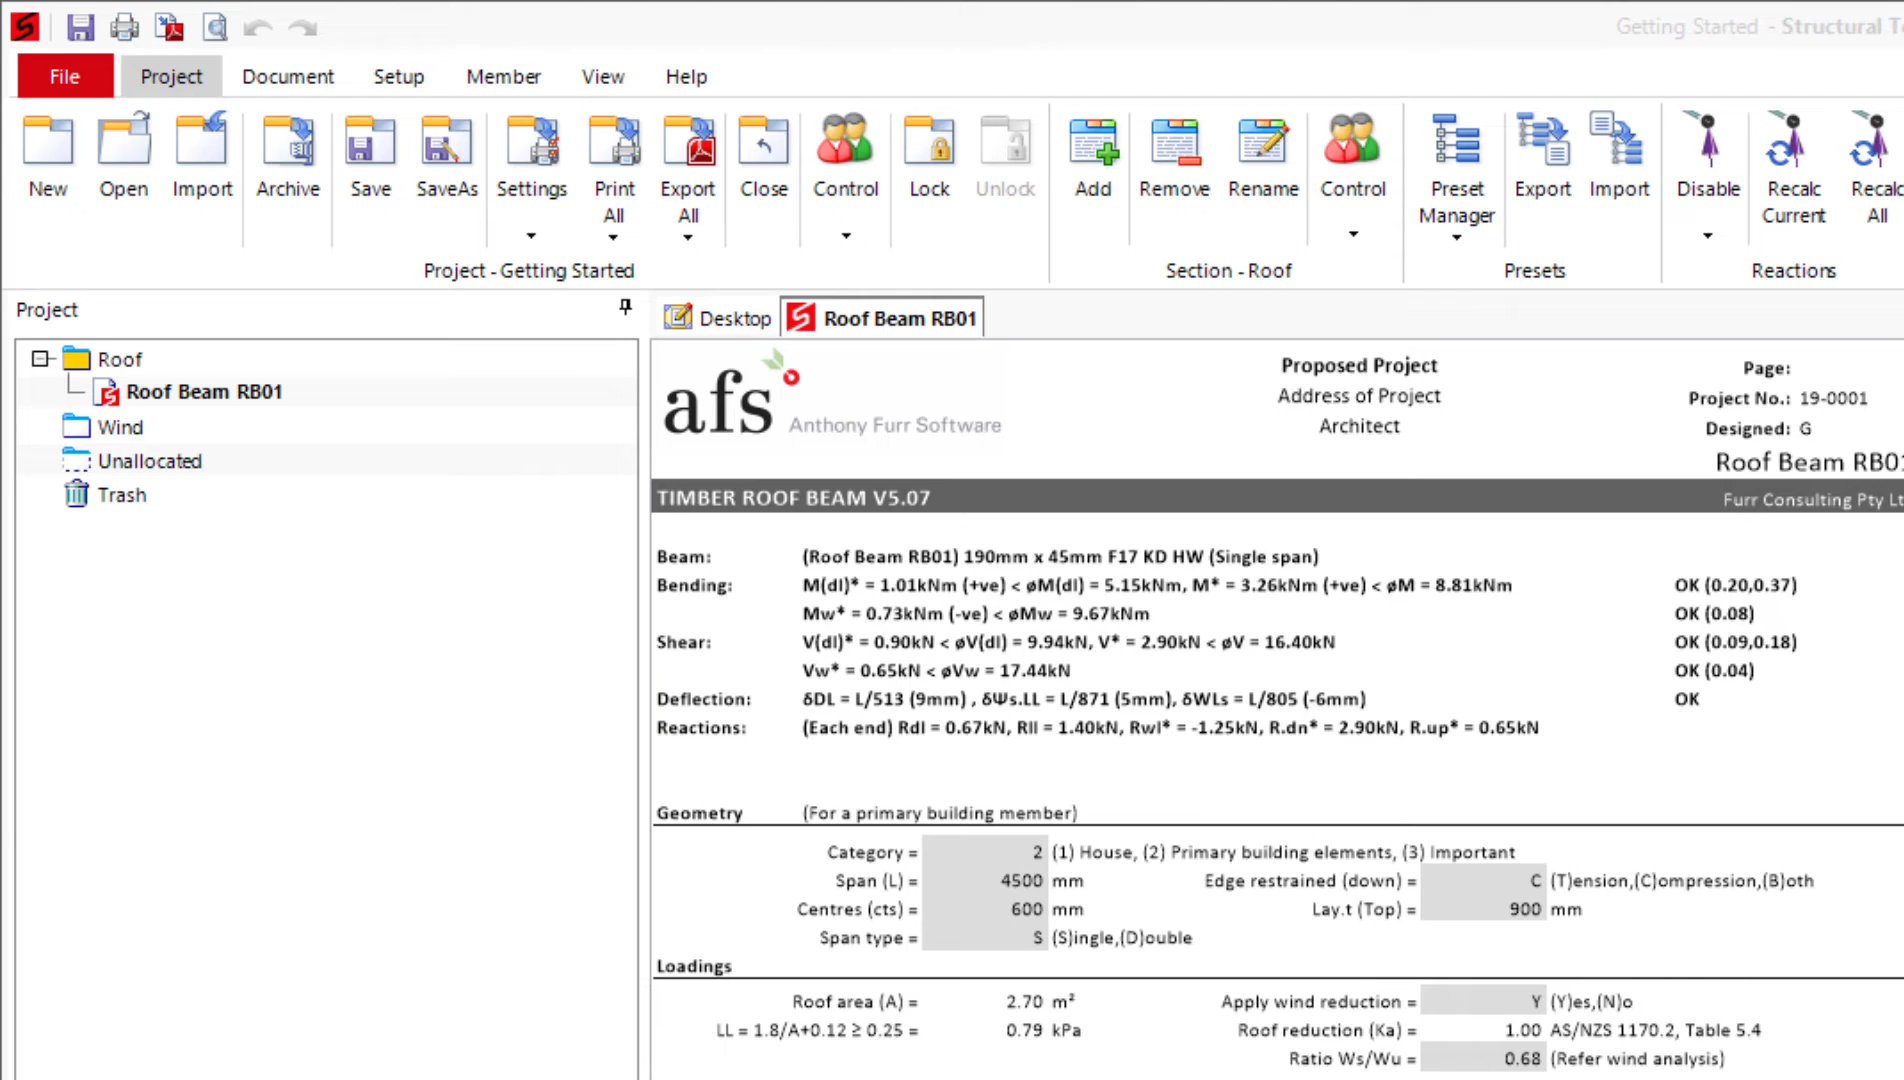 Getting Started - Structural
File Project Document Setup Member View Help
New Open Import Archive Save SaveAs Settings Print All Export All Close Control Lock Unlock Add Remove Rename Control Preset Manager Export Import Disable Recalc Current Recalc All
Project - Getting Started Section - Roof Presets Reactions
Project
Roof
Roof Beam RB01
Wind
Unallocated
Trash
Desktop Roof Beam RB01
afs Anthony Furr Software
Proposed Project
Address of Project
Architect
Page:
Project No.: 19-0001
Designed: G
Roof Beam RB01
TIMBER ROOF BEAM V5.07 Furr Consulting Pty Lt
Beam: (Roof Beam RB01) 190mm x 45mm F17 KD HW (Single span)
Bending: M(dl)* = 1.01kNm (+ve) < øM(dl) = 5.15kNm, M* = 3.26kNm (+ve) < øM = 8.81kNm OK (0.20,0.37)
Mw* = 0.73kNm (-ve) < øMw = 9.67kNm OK (0.08)
Shear: V(dl)* = 0.90kN < øV(dl) = 9.94kN, V* = 2.90kN < øV = 16.40kN OK (0.09,0.18)
Vw* = 0.65kN < øVw = 17.44kN OK (0.04)
Deflection: δDL = L/513 (9mm) , δΨs.LL = L/871 (5mm), δWLs = L/805 (-6mm) OK
Reactions: (Each end) Rdl = 0.67kN, Rll = 1.40kN, Rwl* = -1.25kN, R.dn* = 2.90kN, R.up* = 0.65kN
Geometry (For a primary building member)
Category = 2 (1) House, (2) Primary building elements, (3) Important
Span (L) = 4500 mm Edge restrained (down) = C (T)ension,(C)ompression,(B)oth
Centres (cts) = 600 mm Lay.t (Top) = 900 mm
Span type = S (S)ingle,(D)ouble
Loadings
Roof area (A) = 2.70 m² Apply wind reduction = Y (Y)es,(N)o
LL = 1.8/A+0.12 ≥ 0.25 = 0.79 kPa Roof reduction (Ka) = 1.00 AS/NZS 1170.2, Table 5.4
Ratio Ws/Wu = 0.68 (Refer wind analysis)